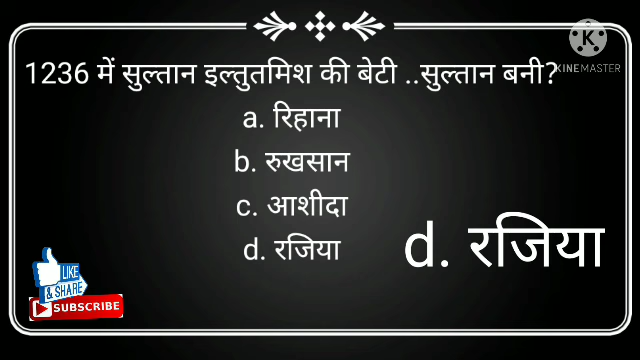 1236 में सुल्तान इल्तुतमिश की बेटी ..सुल्तान बनी?
a. रिहाना
b. रुखसान
c. आशीदा
d. रजिया
d. रजिया
K
KINEMASTER
LIKE
& SHARE
SUBSCRIBE